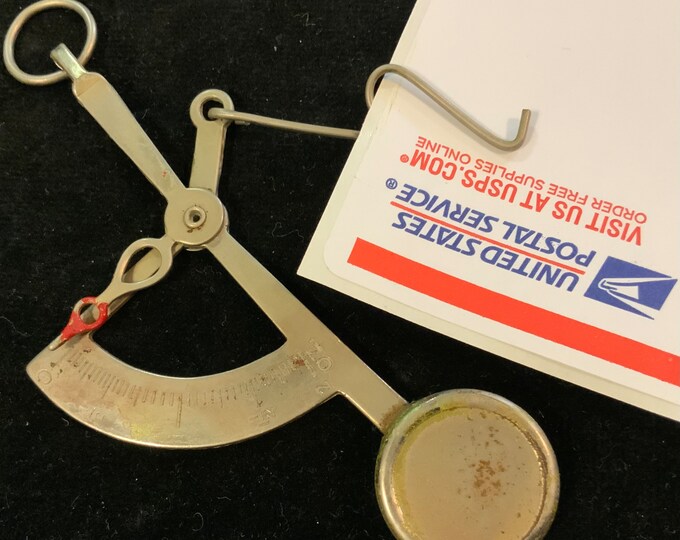 UNITED STATES
POSTAL SERVICE®
VISIT US AT USPS.COM®
ORDER FREE SUPPLIES ONLINE